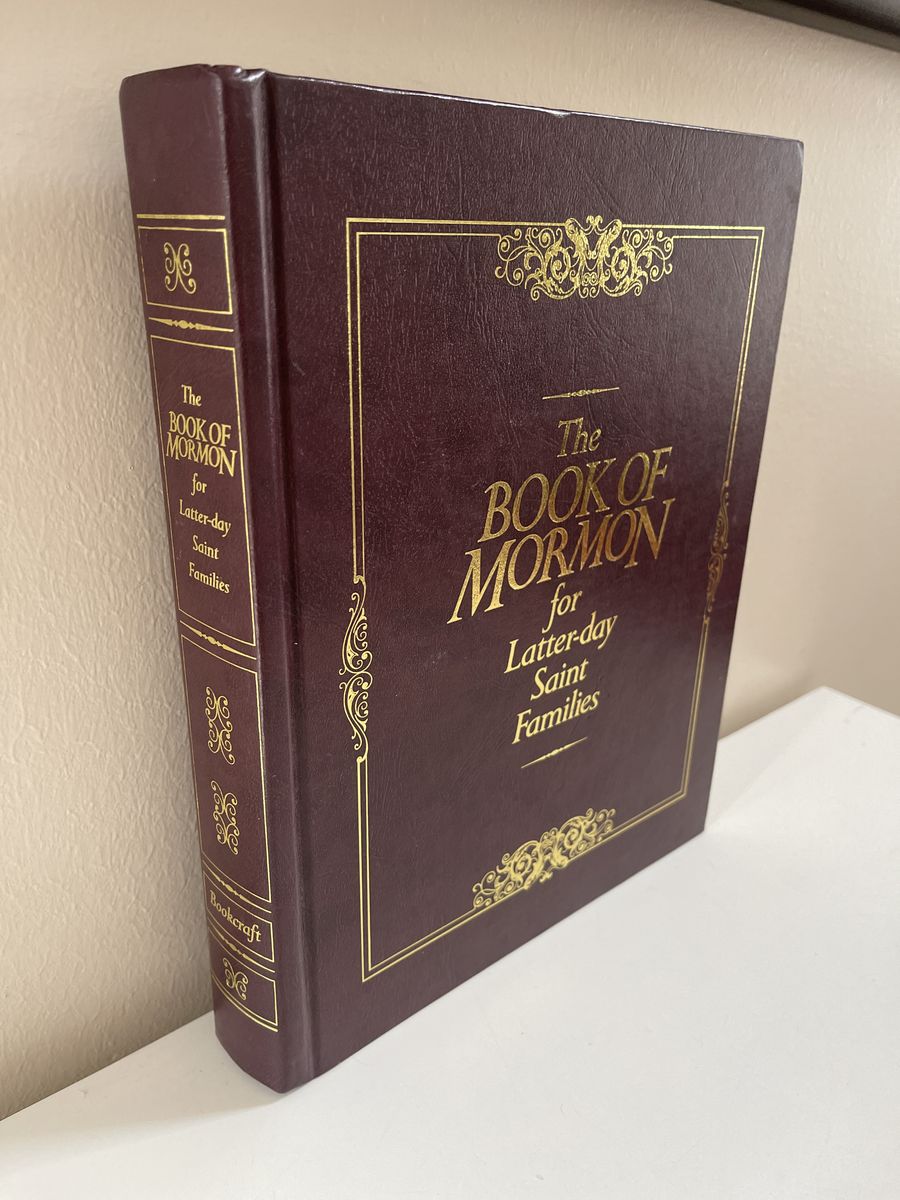 The
BOOK OF
MORMON
for
Latter-day
Saint
Families
Bookcraft
The
BOOK OF
MORMON
for
Latter-day
Saint
Families